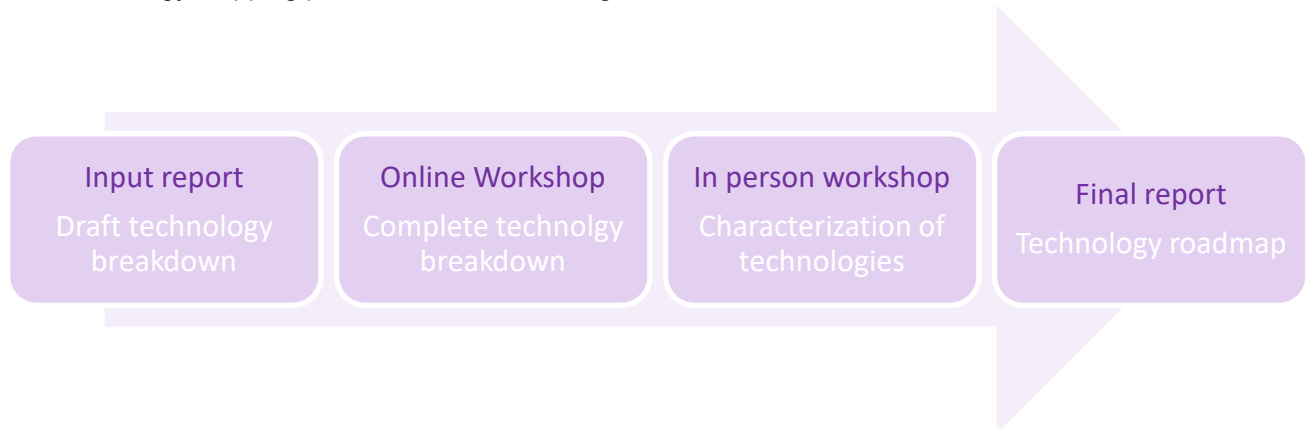 Input report
Draft technology
breakdown
Online Workshop
Complete technolgy
breakdown
In person workshop
Characterization of
technologies
Final report
Technology roadmap